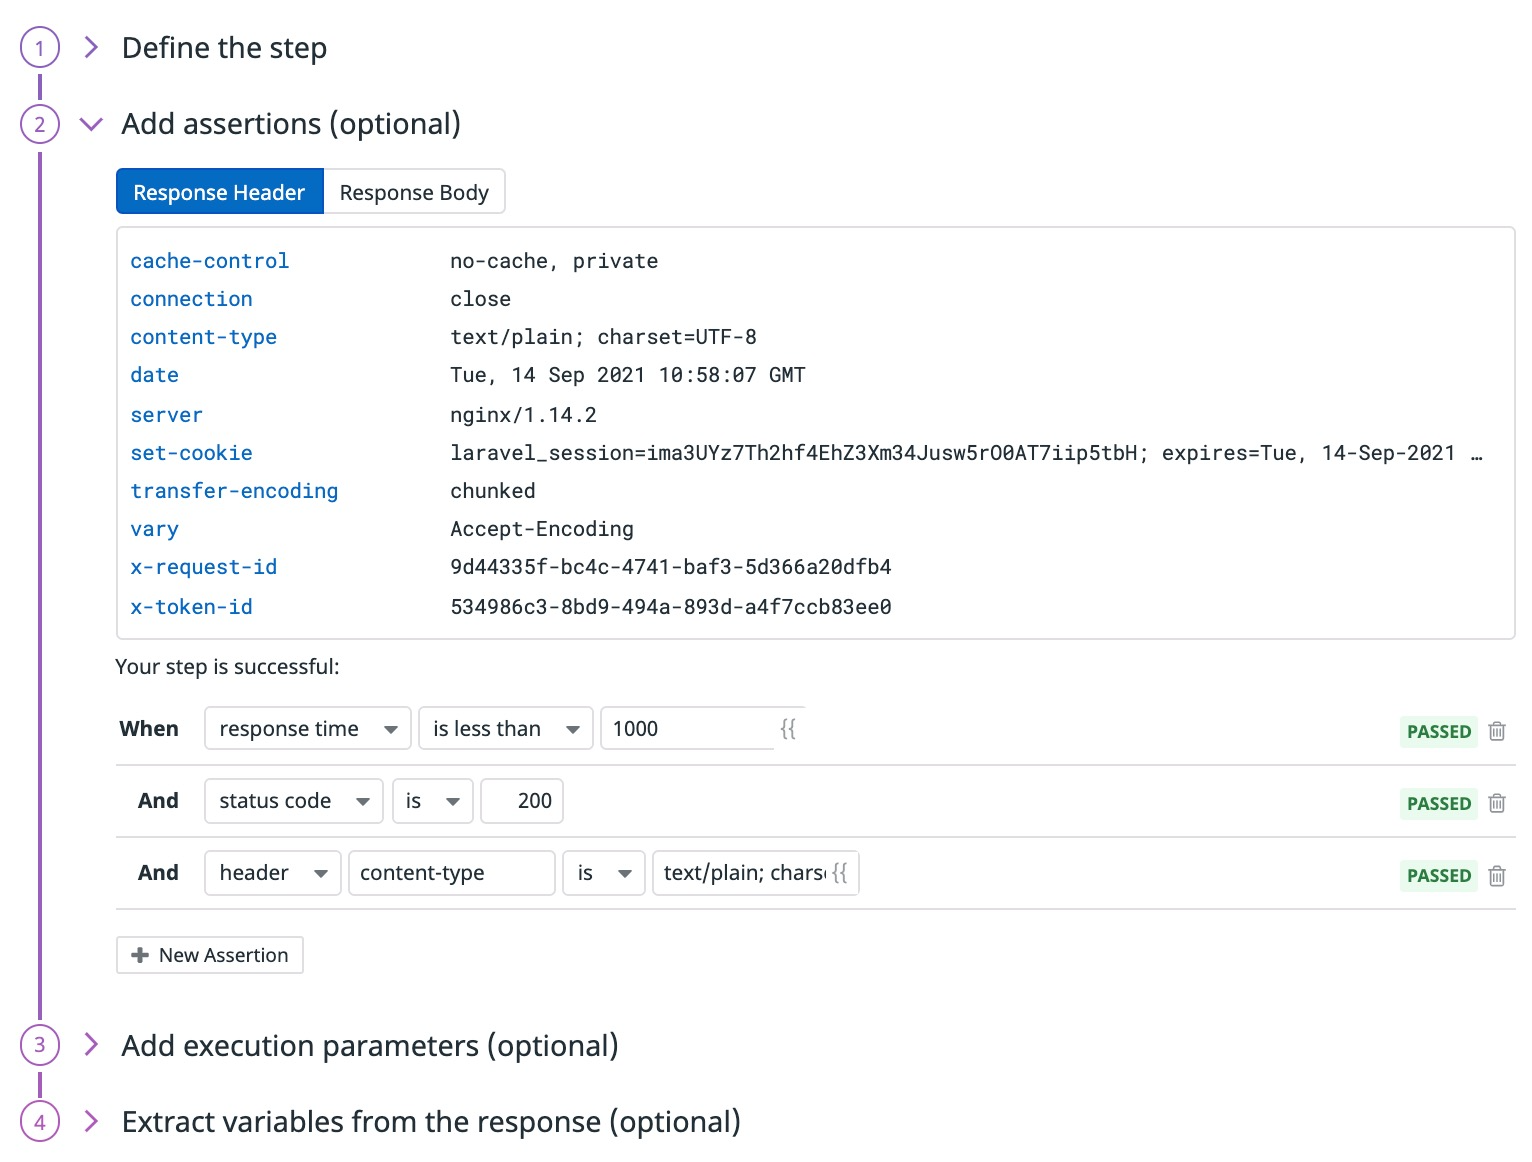 1 Define the step
2 Add assertions (optional)
Response Header Response Body
cache-control no-cache, private
connection close
content-type text/plain; charset=UTF-8
date Tue, 14 Sep 2021 10:58:07 GMT
server nginx/1.14.2
set-cookie laravel_session=ima3UYz7Th2hf4EhZ3Xm34Jusw5rO0AT7iip5tbH; expires=Tue, 14-Sep-2021 …
transfer-encoding chunked
vary Accept-Encoding
x-request-id 9d44335f-bc4c-4741-baf3-5d366a20dfb4
x-token-id 534986c3-8bd9-494a-893d-a4f7ccb83ee0
Your step is successful:
When response time is less than 1000 {{ PASSED
And status code is 200 PASSED
And header content-type is text/plain; chars {{ PASSED
New Assertion
3 Add execution parameters (optional)
4 Extract variables from the response (optional)